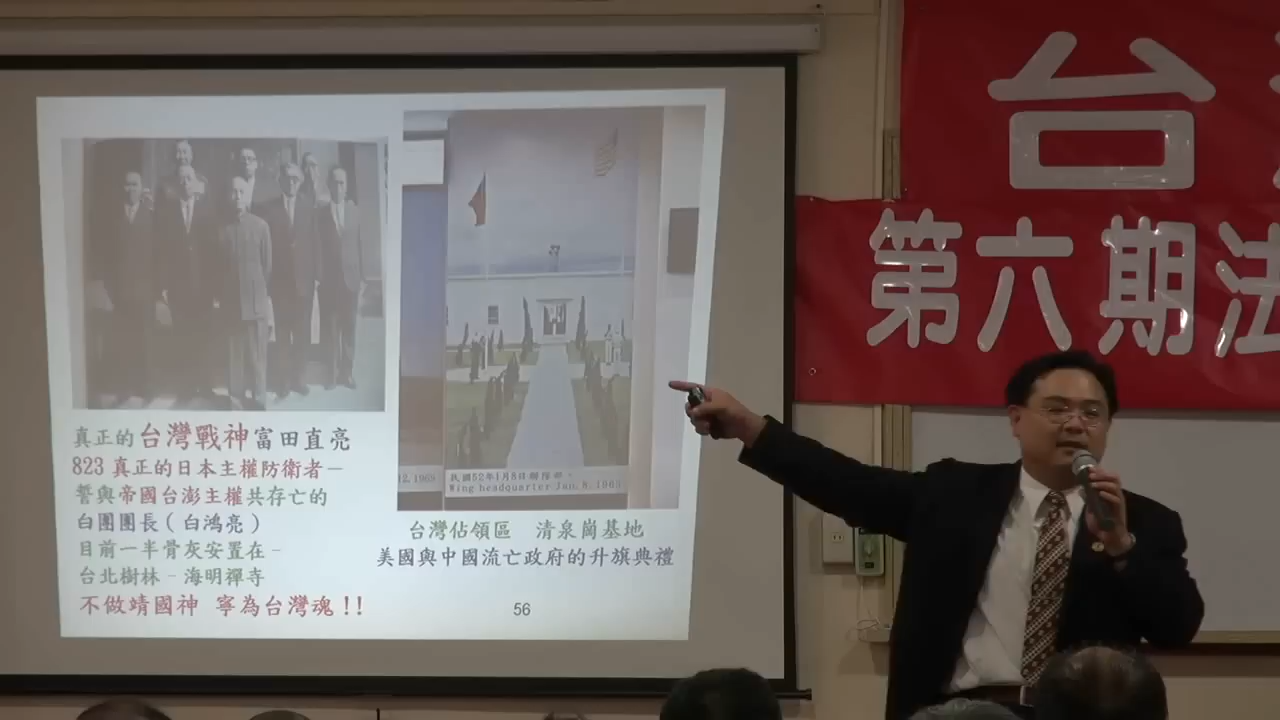 真正的台灣戰神富田直亮
823 真正的日本主權防衛者－
誓與帝國台澎主權共存亡的
白團團長 ( 白鴻亮 )
目前一半骨灰安置在－
台北樹林－海明禪寺
不做靖國神 寧為台灣魂 !!
民國52年1月8日聯隊部。
Wing headquarter Jan. 8, 1963
台灣佔領區 清泉崗基地
美國與中國流亡政府的升旗典禮
56
台
第六期法